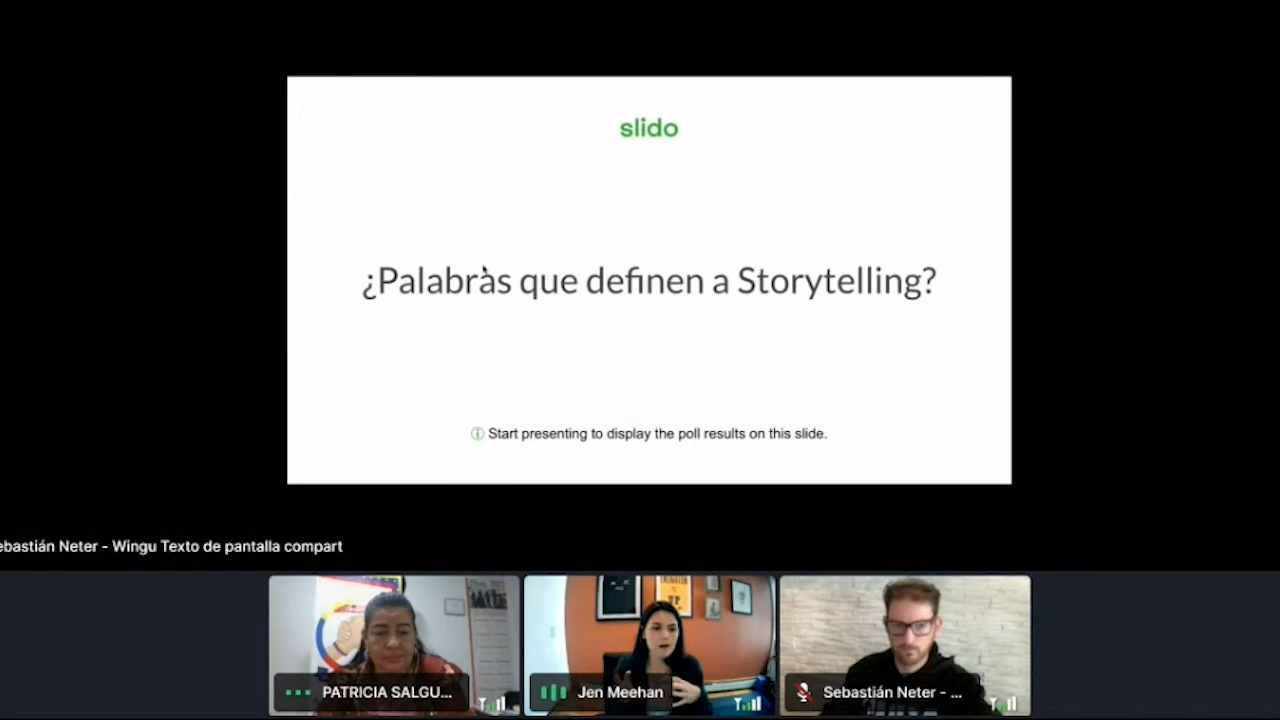 slido
¿Palabras que definen a Storytelling?
Start presenting to display the poll results on this slide.
ebastián Neter - Wingu Texto de pantalla compart
PATRICIA SALGU...
Jen Meehan
Sebastián Neter - ...